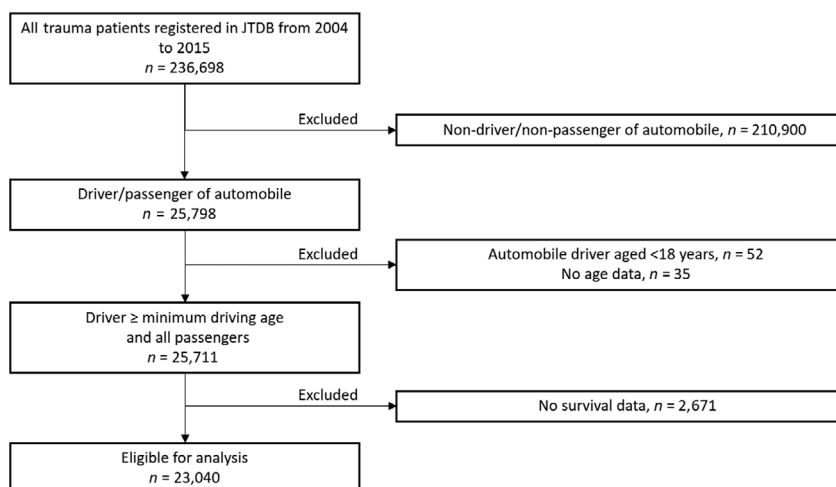 All trauma patients registered in JTDB from 2004
to 2015
n = 236,698
Excluded
Non-driver/non-passenger of automobile, n = 210,900
Driver/passenger of automobile
n = 25,798
Excluded
Automobile driver aged <18 years, n = 52
No age data, n = 35
Driver ≥ minimum driving age
and all passengers
n = 25,711
Excluded
No survival data, n = 2,671
Eligible for analysis
n = 23,040